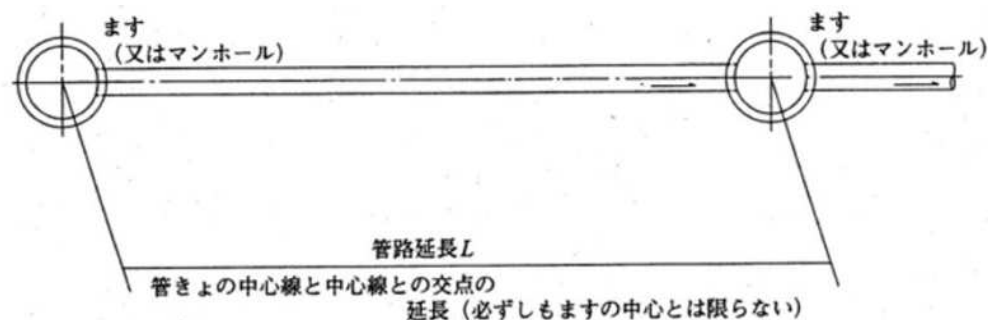 ます
（又はマンホール）
ます
（又はマンホール）
管路延長L
管きょの中心線と中心線との交点の
延長（必ずしもますの中心とは限らない）